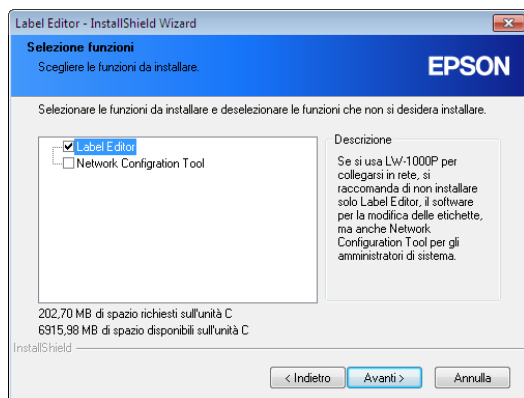 Label Editor - InstallShield Wizard
Selezione funzioni
Scegliere le funzioni da installare.
EPSON
Selezionare le funzioni da installare e deselezionare le funzioni che non si desidera installare.
Label Editor
Network Configration Tool
Descrizione
Se si usa LW-1000P per
collegarsi in rete, si
raccomanda di non installare
solo Label Editor, il software
per la modifica delle etichette,
ma anche Network
Configuration Tool per gli
amministratori di sistema.
202,70 MB di spazio richiesti sull'unità C
6915,98 MB di spazio disponibili sull'unità C
InstallShield
< Indietro
Avanti >
Annulla